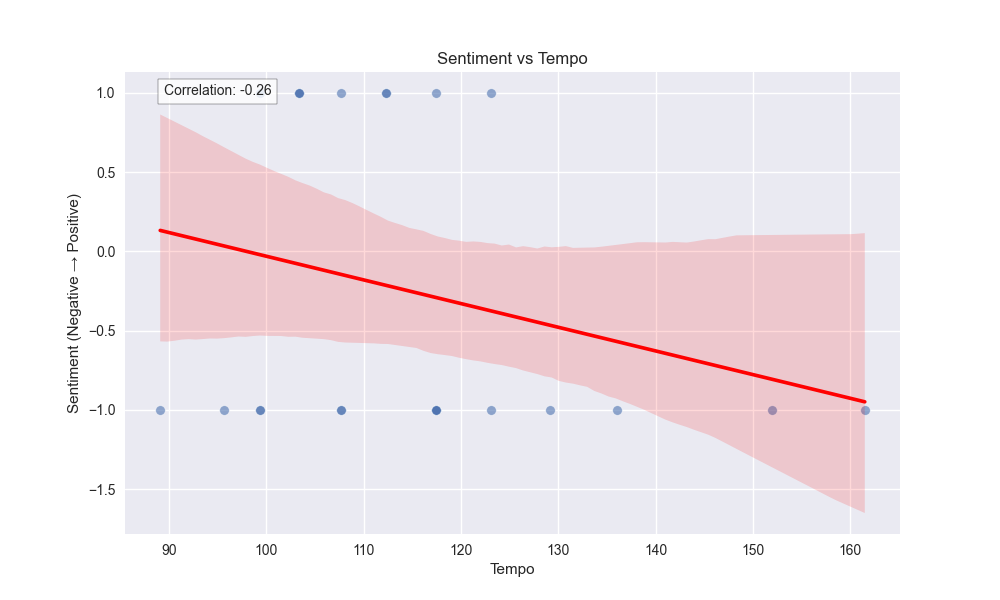 Sentiment vs Tempo
Correlation: -0.26
Sentiment (Negative → Positive)
1.0
0.5
0.0
−0.5
−1.0
−1.5
90 100 110 120 130 140 150 160
Tempo